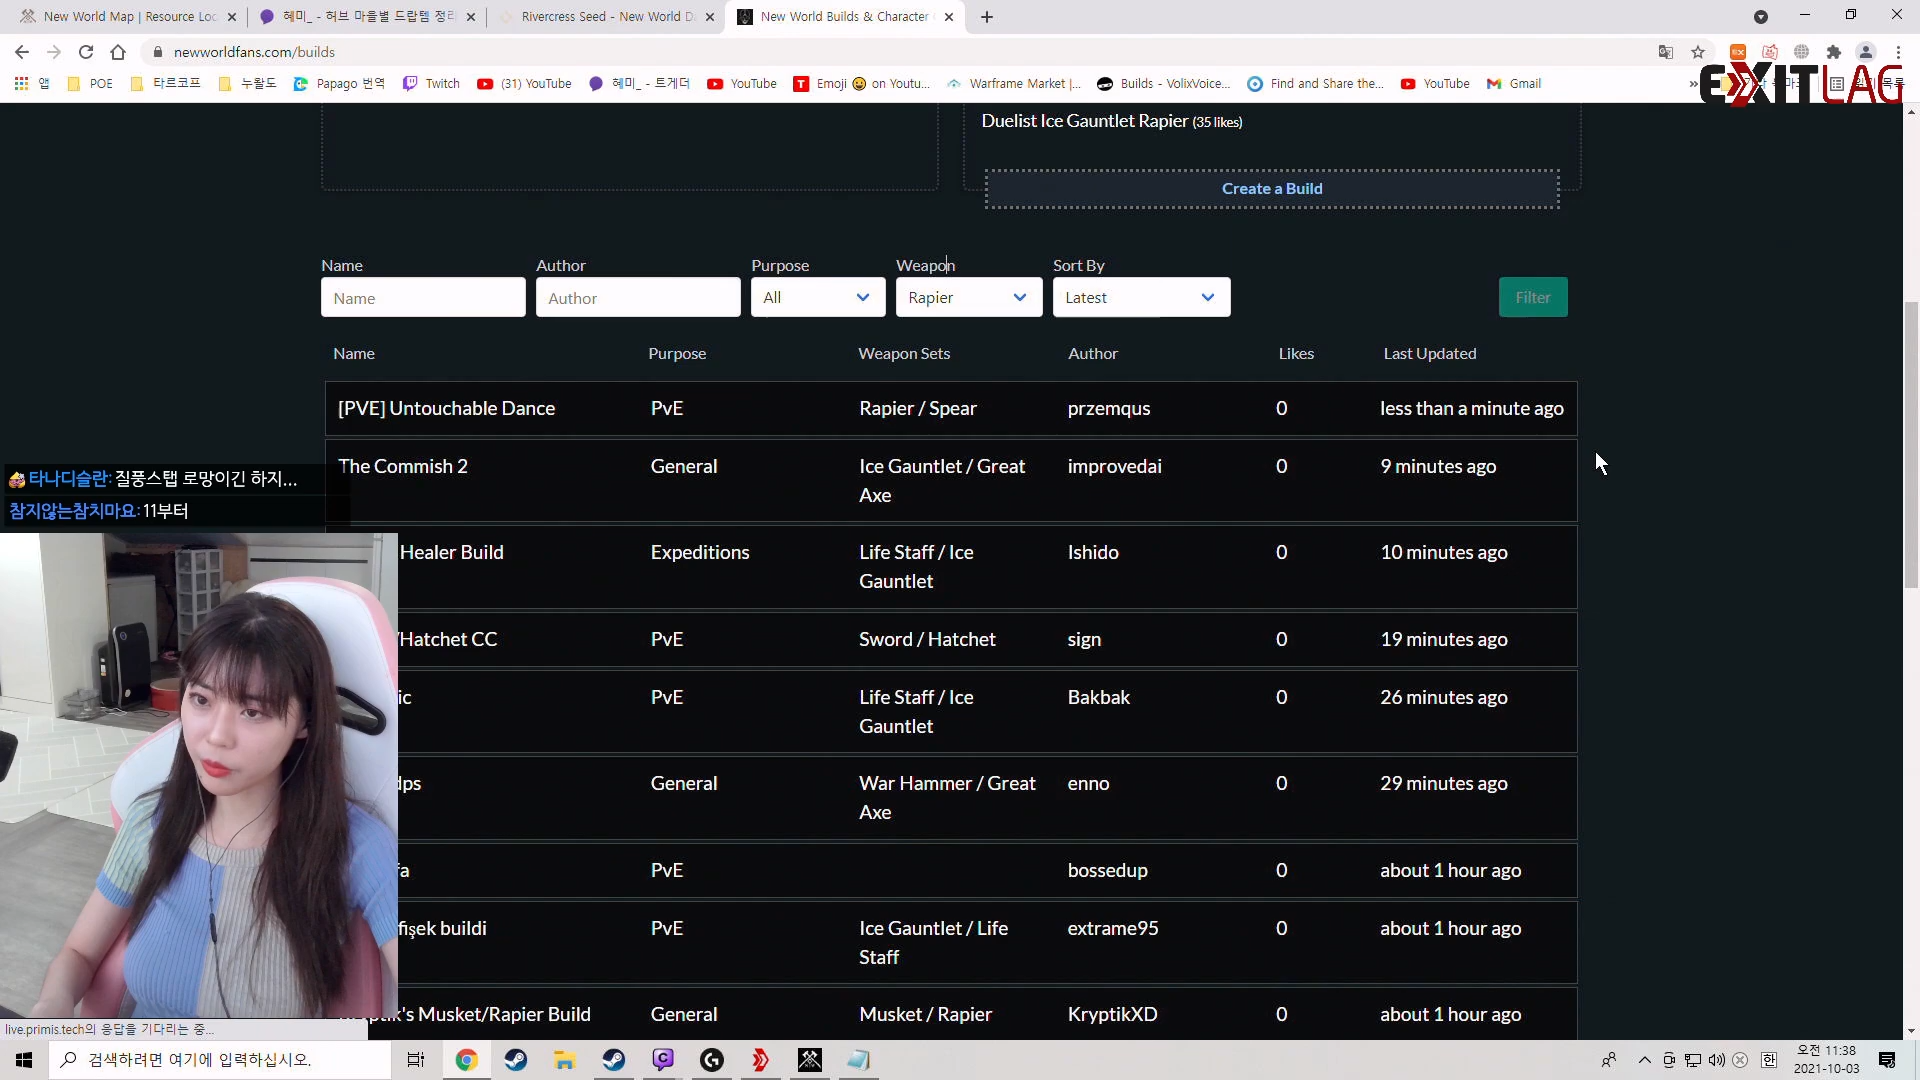 New World Map | Resource Loc
혜미_ - 허브 마을별 드랍템 정리
Rivercress Seed - New World D
New World Builds & Character
newworldfans.com/builds
앱
POE
타르코프
누왈도
Papago 번역
Twitch
(31) YouTube
혜미_ - 트게더
YouTube
Emoji 😀 on Youtu...
Warframe Market |...
Builds - VolixVoice...
Find and Share the...
YouTube
Gmail
»
EXITLAG
Duelist Ice Gauntlet Rapier (35 likes)
Create a Build
Name Author Purpose Weapon Sort By
Name Author All Rapier Latest Filter
Name Purpose Weapon Sets Author Likes Last Updated
[PVE] Untouchable Dance PvE Rapier / Spear przemqus 0 less than a minute ago
The Commish 2 General Ice Gauntlet / Great improvedai 0 9 minutes ago
Axe
타나디슬란: 질풍스탭 로망이긴 하지...
참지않는참치마요: 11부터
Healer Build Expeditions Life Staff / Ice Ishido 0 10 minutes ago
Gauntlet
/Hatchet CC PvE Sword / Hatchet sign 0 19 minutes ago
ic PvE Life Staff / Ice Bakbak 0 26 minutes ago
Gauntlet
dps General War Hammer / Great enno 0 29 minutes ago
Axe
fa PvE bossedup 0 about 1 hour ago
fişek buildi PvE Ice Gauntlet / Life extrame95 0 about 1 hour ago
Staff
Kryptik's Musket/Rapier Build General Musket / Rapier KryptikXD 0 about 1 hour ago
live.primis.tech의 응답을 기다리는 중...
검색하려면 여기에 입력하십시오.
한
오전 11:38
2021-10-03